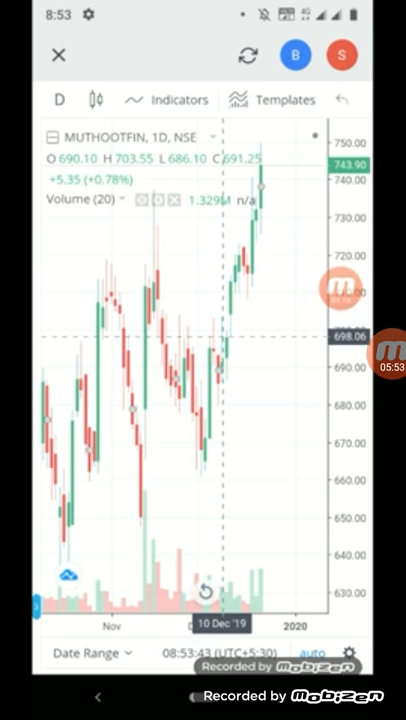 8:53
4G
B S
D Indicators Templates
MUTHOOTFIN, 1D, NSE
O 690.10 H 703.55 L 686.10 C 691.25
+5.35 (+0.78%)
Volume (20) 1.329M n/a
750.00
743.90
740.00
730.00
720.00
698.06
05:53
690.00
680.00
670.00
660.00
650.00
640.00
630.00
Nov 10 Dec '19 2020
Date Range 08:53:43 (UTC+5:30) auto
Recorded by Mobizen
Recorded by Mobizen